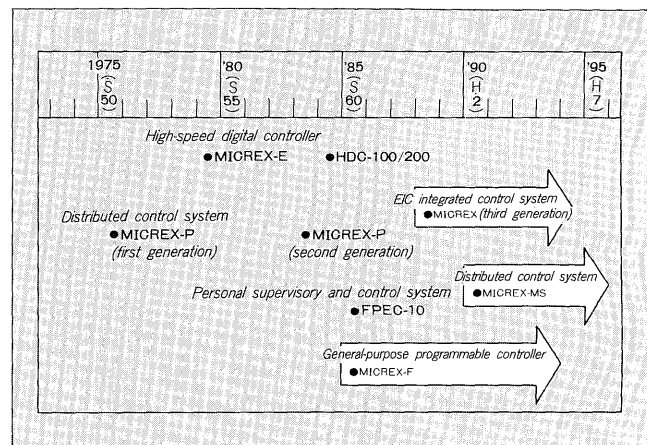 1975 '80 '85 '90 '95
(S) (S) (S) (H) (H)
50 55 60 2 7
High-speed digital controller
●MICREX-E ●HDC-100/200
EIC integrated control system
●MICREX (third generation)
Distributed control system
●MICREX-P ●MICREX-P
(first generation) (second generation)
Distributed control system
●MICREX-MS
Personal supervisory and control system
●FPEC-10
General-purpose programmable controller
●MICREX-F